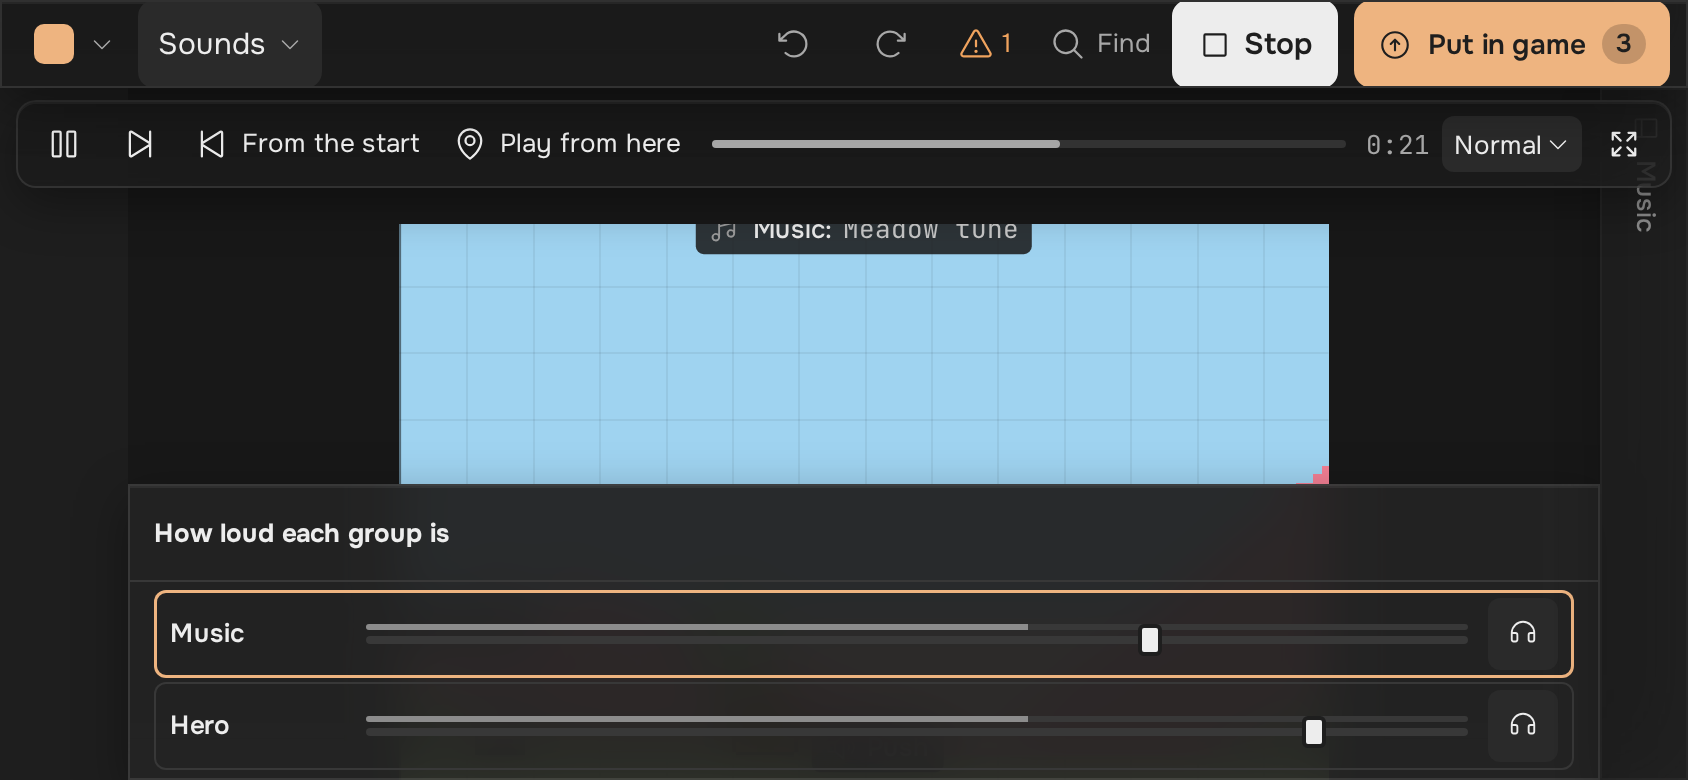 Sounds
1
Find
Stop
Put in game 3
From the start
Play from here
0:21
Normal
Music
Music: Meadow tune
How loud each group is
Music
Hero